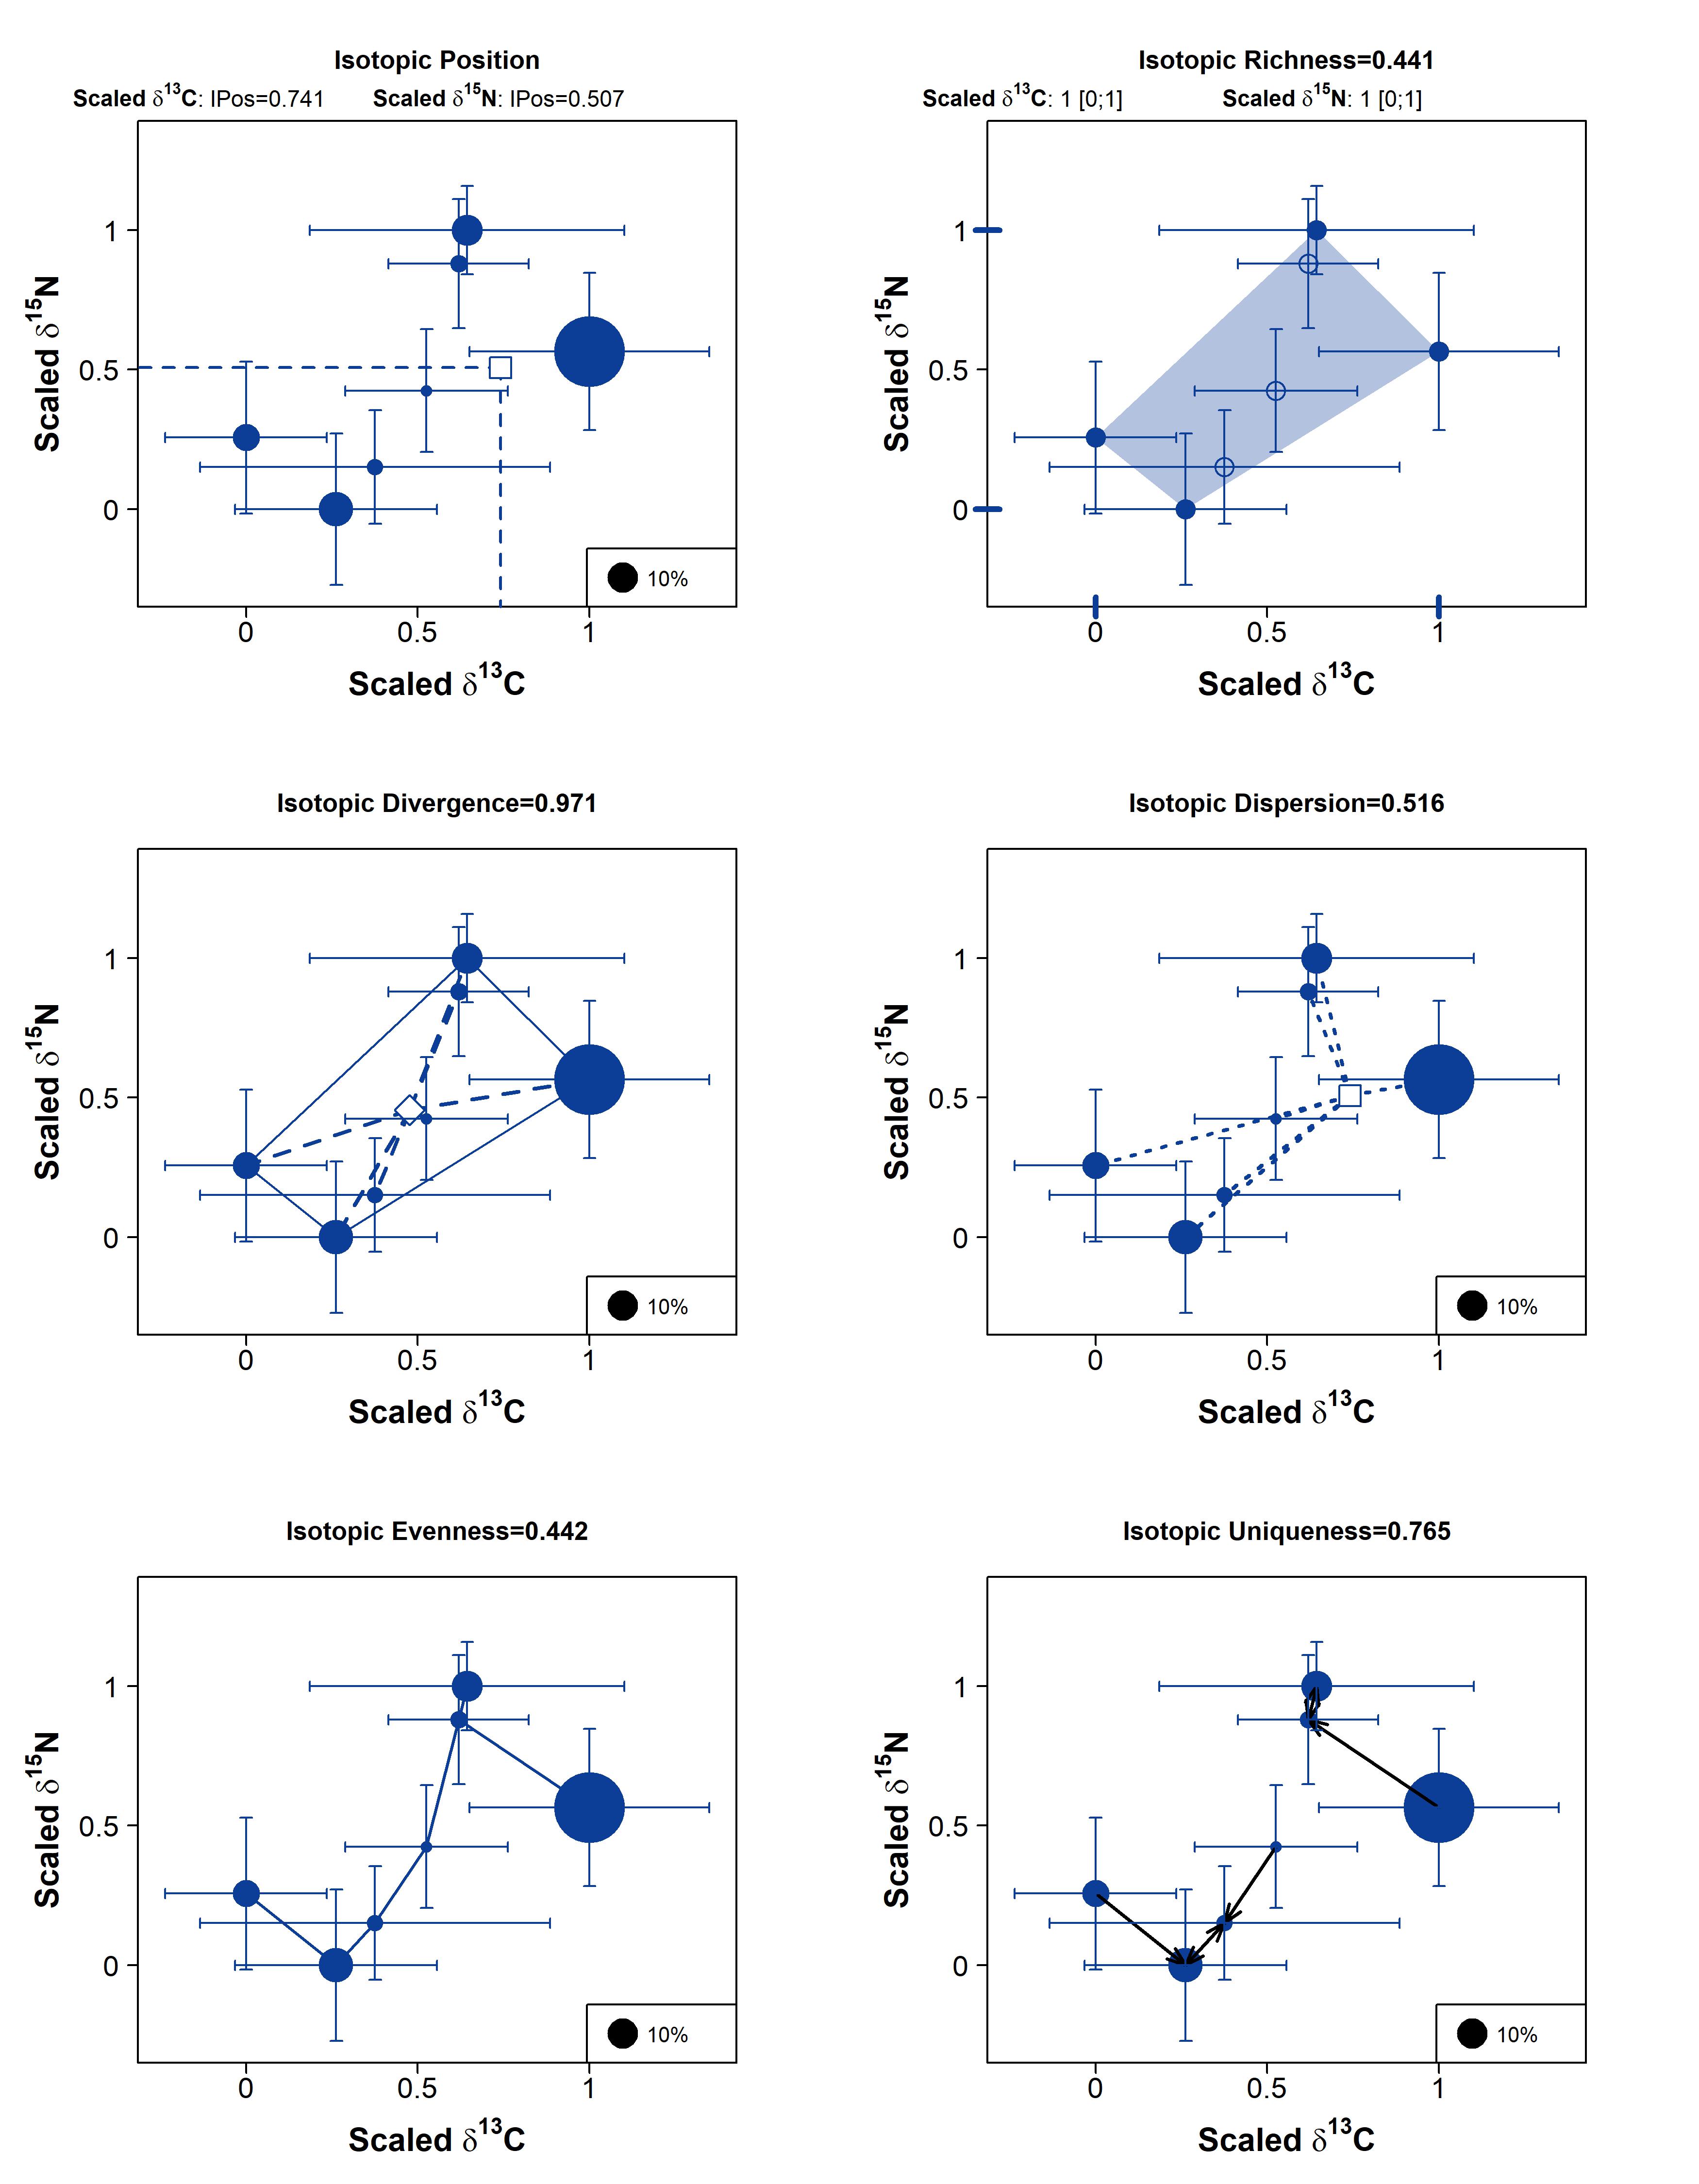 Isotopic Position
Scaled δ13C: IPos=0.741 Scaled δ15N: IPos=0.507
Scaled δ15N
1
0.5
0
10%
0 0.5 1
Scaled δ13C
Isotopic Richness=0.441
Scaled δ13C: 1 [0;1] Scaled δ15N: 1 [0;1]
Scaled δ15N
1
0.5
0
0 0.5 1
Scaled δ13C
Isotopic Divergence=0.971
Scaled δ15N
1
0.5
0
10%
0 0.5 1
Scaled δ13C
Isotopic Dispersion=0.516
Scaled δ15N
1
0.5
0
10%
0 0.5 1
Scaled δ13C
Isotopic Evenness=0.442
Scaled δ15N
1
0.5
0
10%
0 0.5 1
Scaled δ13C
Isotopic Uniqueness=0.765
Scaled δ15N
1
0.5
0
10%
0 0.5 1
Scaled δ13C